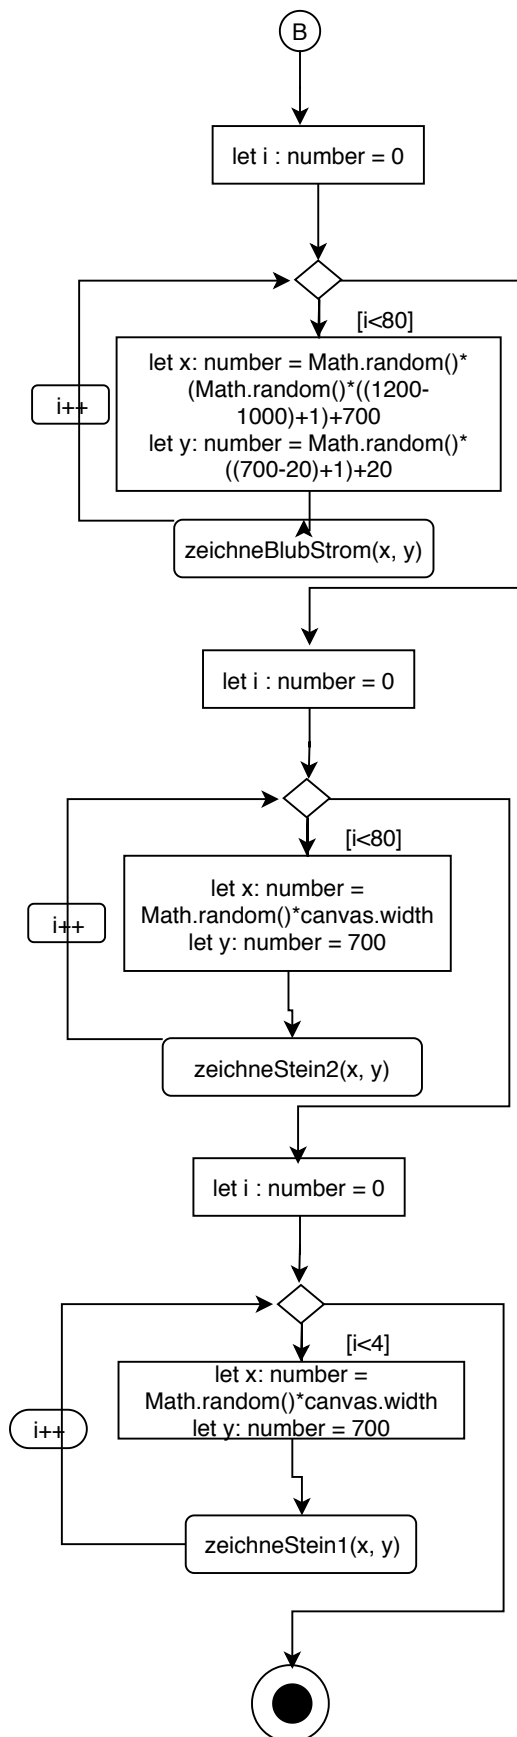 B
let i : number = 0
[i<80]
let x: number = Math.random()*
(Math.random()*((1200-
1000)+1)+700
let y: number = Math.random()*
((700-20)+1)+20
i++
zeichneBlubStrom(x, y)
let i : number = 0
[i<80]
let x: number =
Math.random()*canvas.width
let y: number = 700
i++
zeichneStein2(x, y)
let i : number = 0
[i<4]
let x: number =
Math.random()*canvas.width
let y: number = 700
i++
zeichneStein1(x, y)